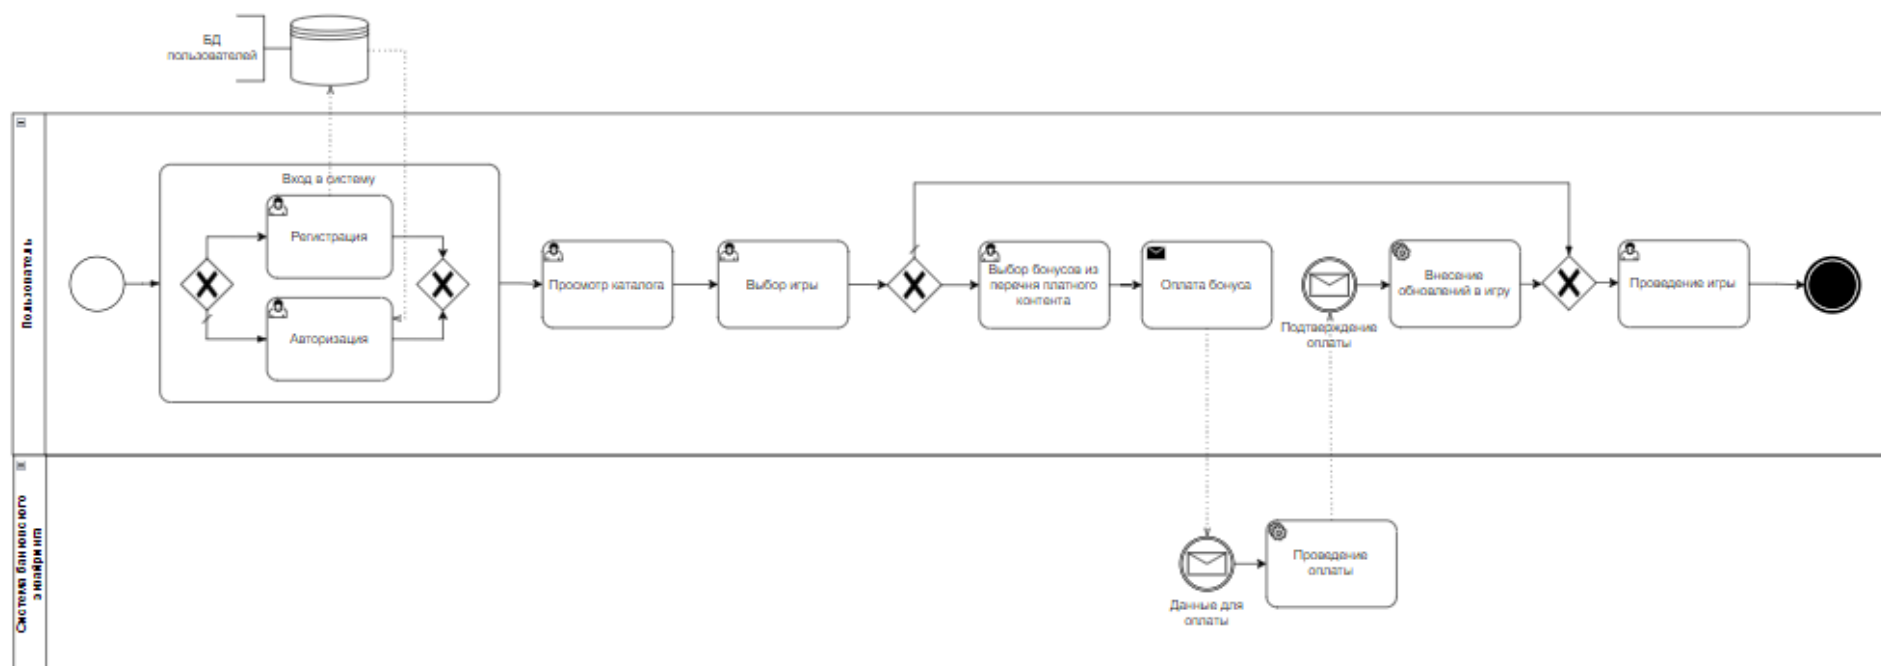 БД
пользователей
Пользователь
Вход в систему
Регистрация
Авторизация
Просмотр каталога
Выбор игры
Выбор бонусов из
перечня платного
контента
Оплата бонуса
Подтверждение
оплаты
Внесение
обновлений в игру
Проведение игры
Система банковского
эквайринга
Данные для
оплаты
Проведение
оплаты